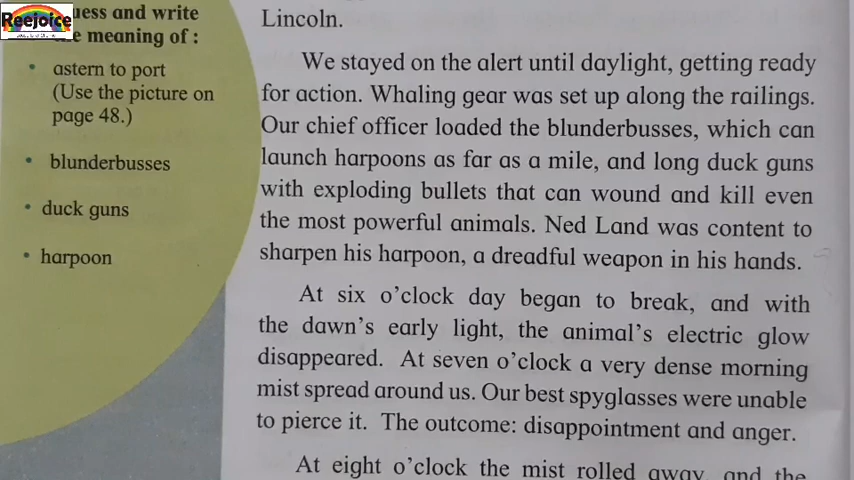 Reejoice
uess and write
e meaning of :
• astern to port
(Use the picture on
page 48.)
• blunderbusses
• duck guns
• harpoon
Lincoln.
We stayed on the alert until daylight, getting ready
for action. Whaling gear was set up along the railings.
Our chief officer loaded the blunderbusses, which can
launch harpoons as far as a mile, and long duck guns
with exploding bullets that can wound and kill even
the most powerful animals. Ned Land was content to
sharpen his harpoon, a dreadful weapon in his hands.
At six o’clock day began to break, and with
the dawn’s early light, the animal’s electric glow
disappeared. At seven o’clock a very dense morning
mist spread around us. Our best spyglasses were unable
to pierce it. The outcome: disappointment and anger.
At eight o’clock the mist rolled away, and the